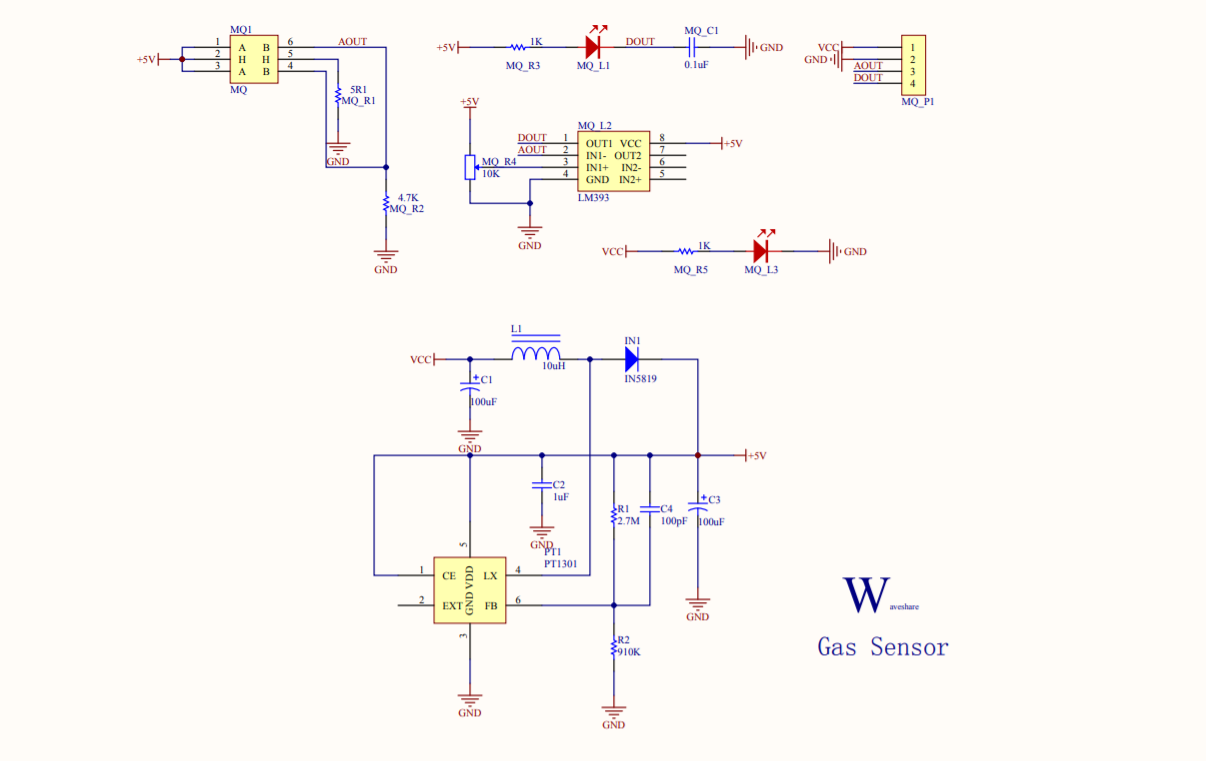 MQ1
+5V
1 A B 6 AOUT
2 H H 5
3 A B 4
MQ
5R1
MQ_R1
GND
4.7K
MQ_R2
GND
+5V
1K
MQ_R3
MQ_L1
DOUT
MQ_C1
0.1uF
GND
VCC 1
GND 2
AOUT 3
DOUT 4
MQ_P1
+5V
MQ_R4
10K
MQ_L2
DOUT 1 OUT1 VCC 8 +5V
AOUT 2 IN1- OUT2 7
3 IN1+ IN2- 6
4 GND IN2+ 5
LM393
GND
VCC
1K
MQ_R5
MQ_L3
GND
L1
VCC
10uH
IN1
IN5819
C1
100uF
GND
+5V
C2
1uF
GND
R1
2.7M
C4
100pF
C3
100uF
GND
PT1
PT1301
5
1 CE VDD LX 4
2 EXT GND FB 6
3
GND
R2
910K
GND
Waveshare
Gas Sensor